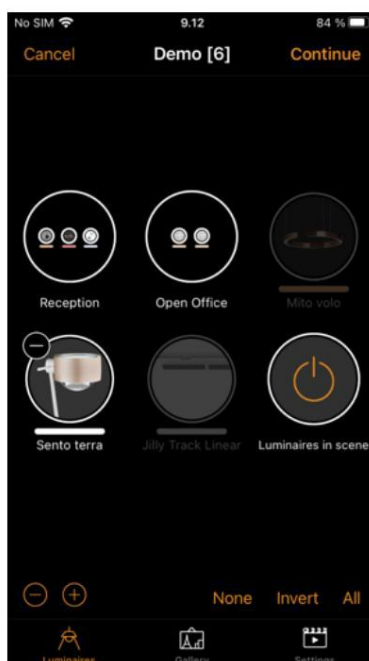 No SIM 9.12 84 %
Cancel Demo [6] Continue
Reception Open Office Mito volo
Sento terra Jilly Track Linear Luminaires in scene
None Invert All
Luminaires Gallery Settings